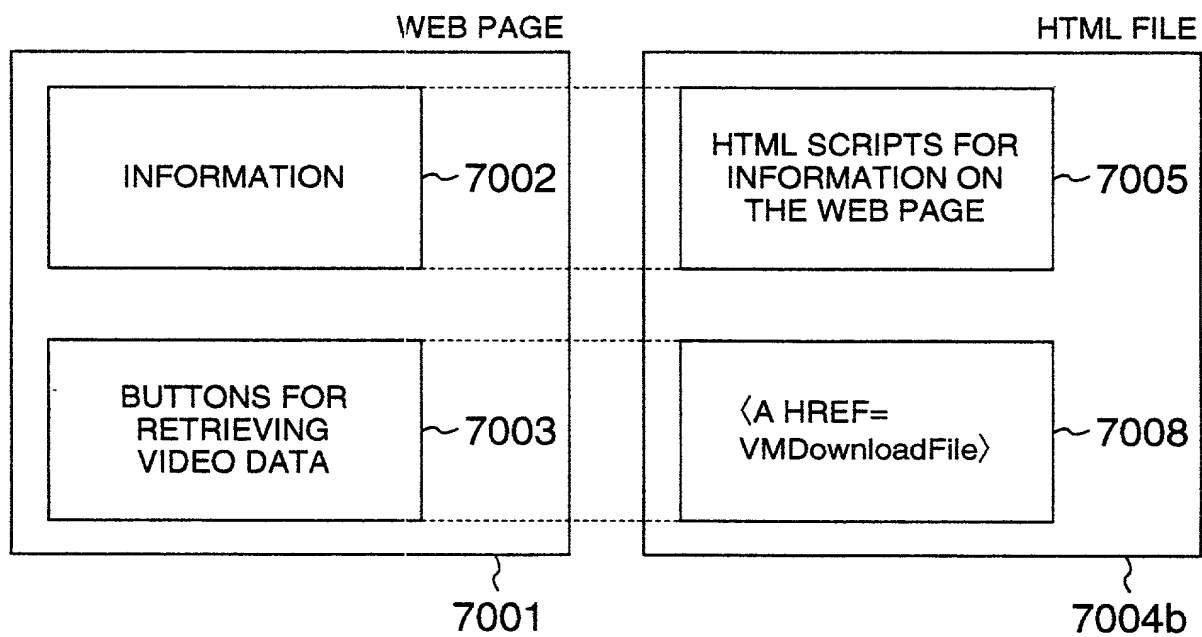 WEB PAGE
HTML FILE
INFORMATION
7002
HTML SCRIPTS FOR
INFORMATION ON
THE WEB PAGE
7005
BUTTONS FOR
RETRIEVING
VIDEO DATA
7003
〈A HREF=
VMDownloadFile〉
7008
7001
7004b